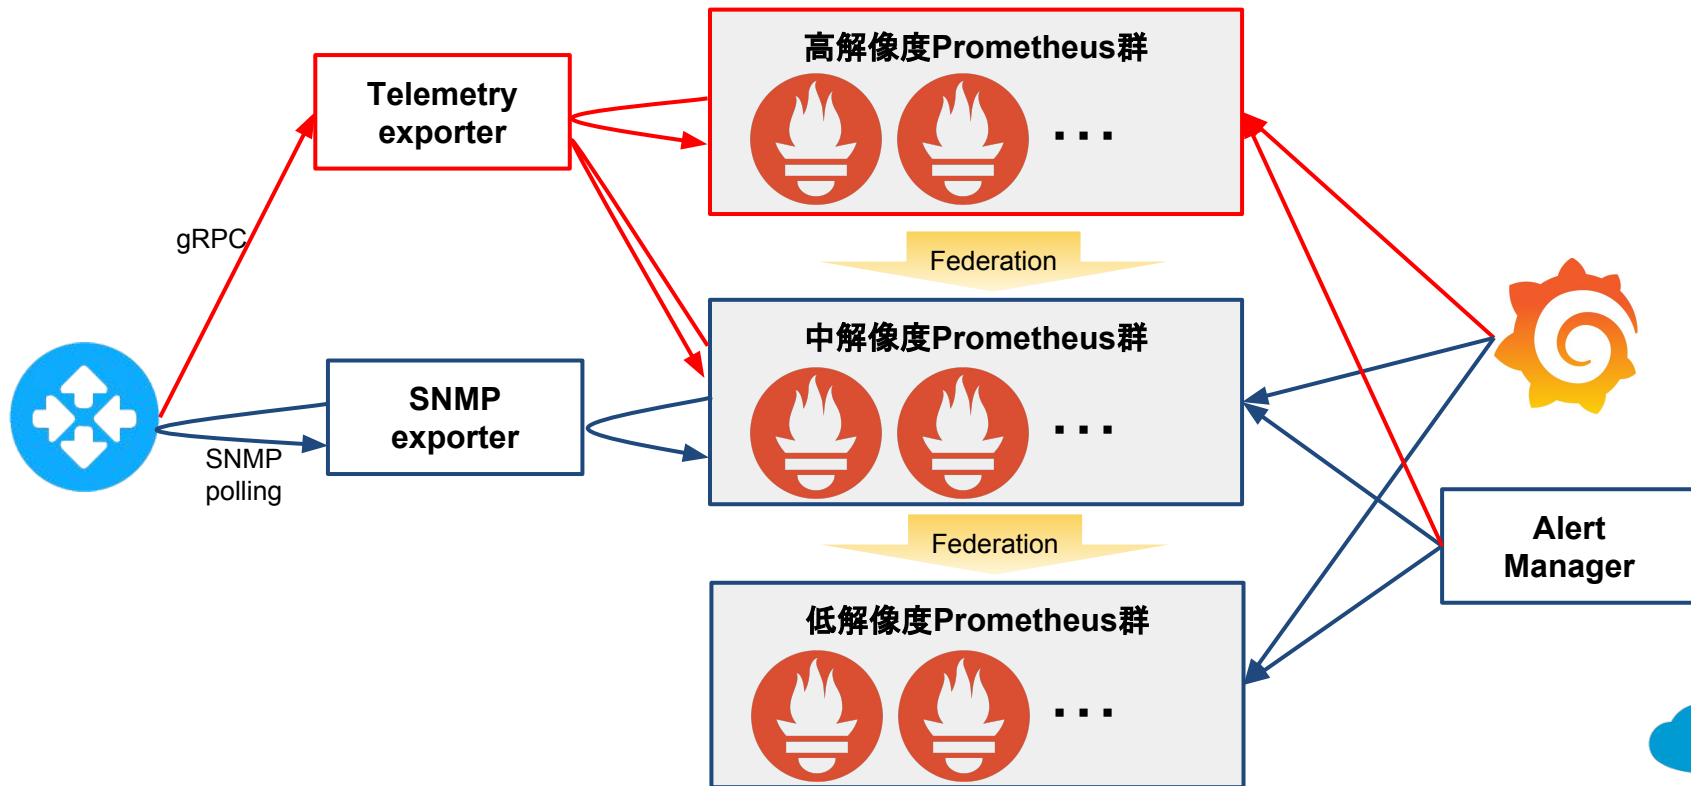 高解像度Prometheus群
Telemetry
exporter
...
gRPC
Federation
中解像度Prometheus群
SNMP
exporter
...
SNMP
polling
Federation
Alert
Manager
低解像度Prometheus群
...